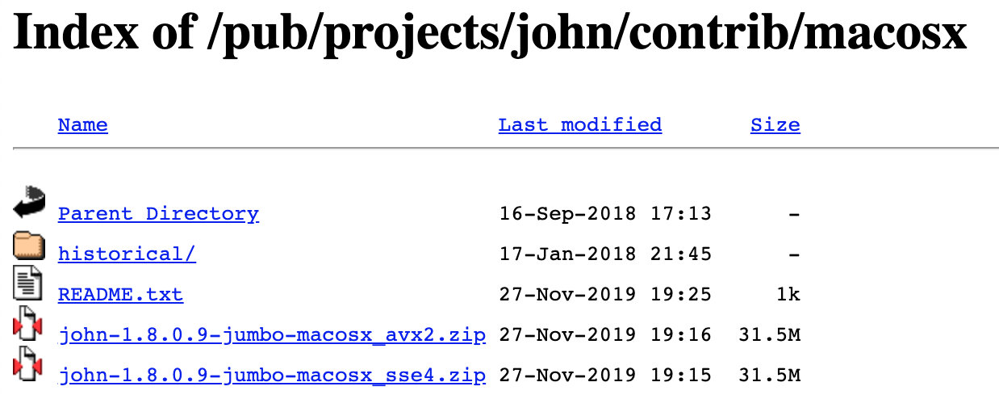 Index of /pub/projects/john/contrib/macosx
Name Last modified Size
Parent Directory 16-Sep-2018 17:13 -
historical/ 17-Jan-2018 21:45 -
README.txt 27-Nov-2019 19:25 1k
john-1.8.0.9-jumbo-macosx_avx2.zip 27-Nov-2019 19:16 31.5M
john-1.8.0.9-jumbo-macosx_sse4.zip 27-Nov-2019 19:15 31.5M